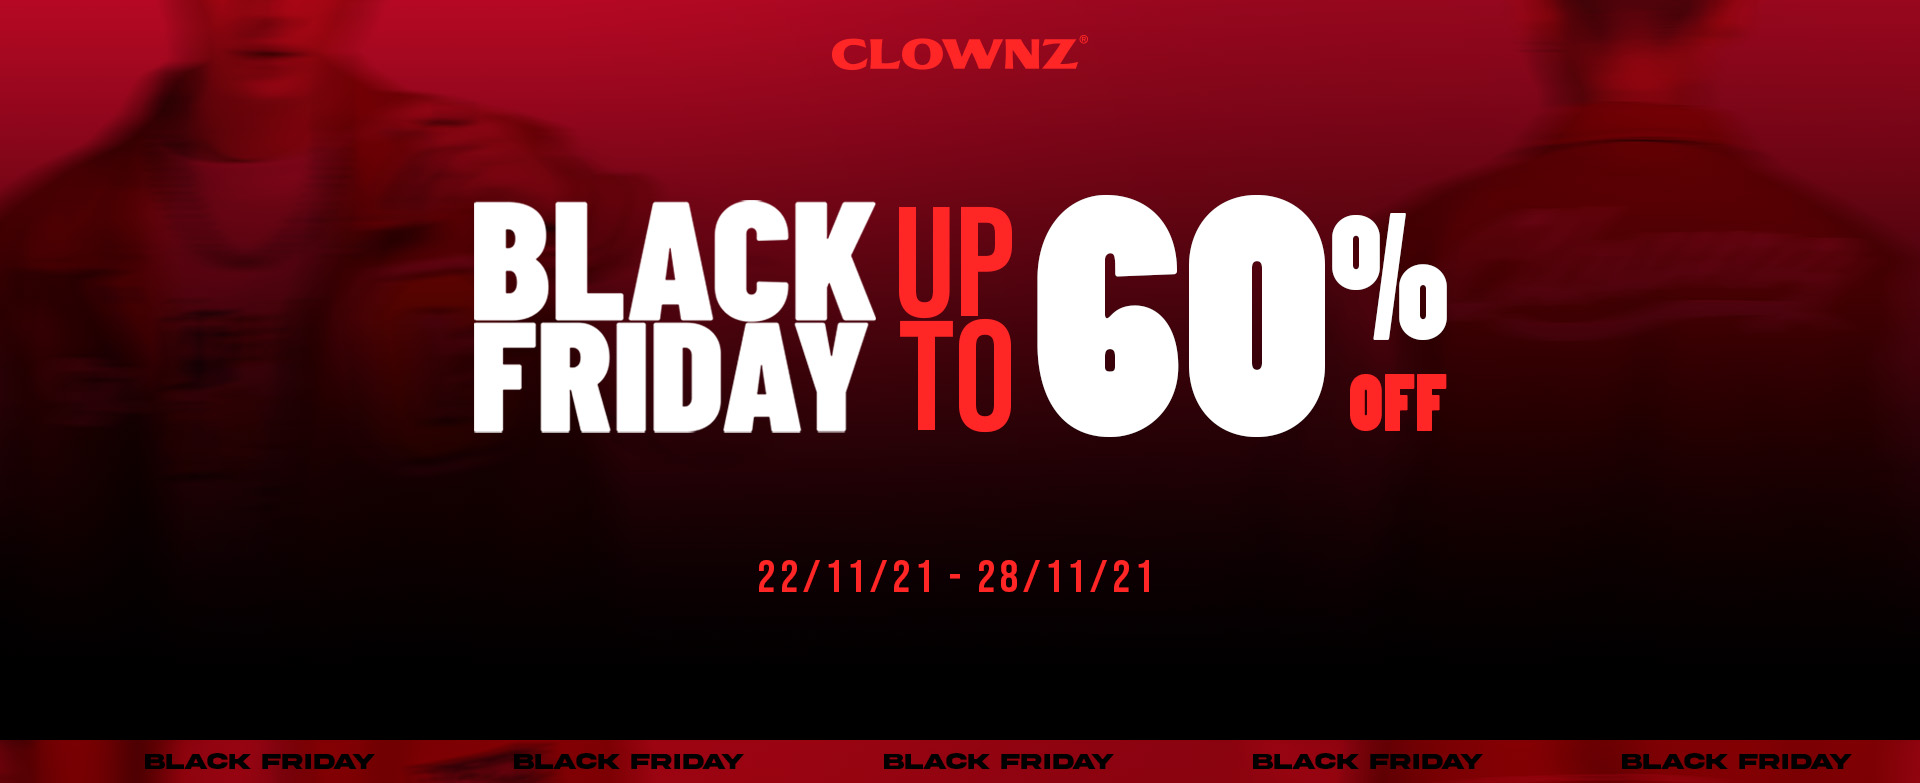 CLOWNZ®
BLACK FRIDAY
UP TO
60%
OFF
22/11/21 - 28/11/21
BLACK FRIDAY BLACK FRIDAY BLACK FRIDAY BLACK FRIDAY BLACK FRIDAY